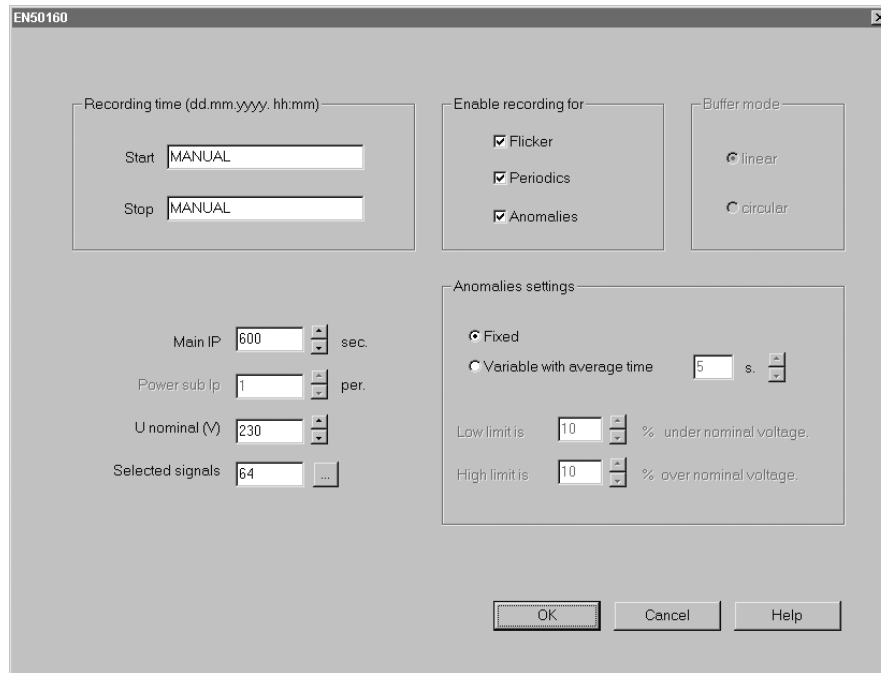 EN50160
Recording time (dd.mm.yyyy. hh:mm)
Start MANUAL
Stop MANUAL
Enable recording for
Flicker
Periodics
Anomalies
Buffer mode
linear
circular
Main IP 600 sec.
Power sub Ip 1 per.
U nominal (V) 230
Selected signals 64 ...
Anomalies settings
Fixed
Variable with average time 5 s.
Low limit is 10 % under nominal voltage.
High limit is 10 % over nominal voltage.
OK Cancel Help